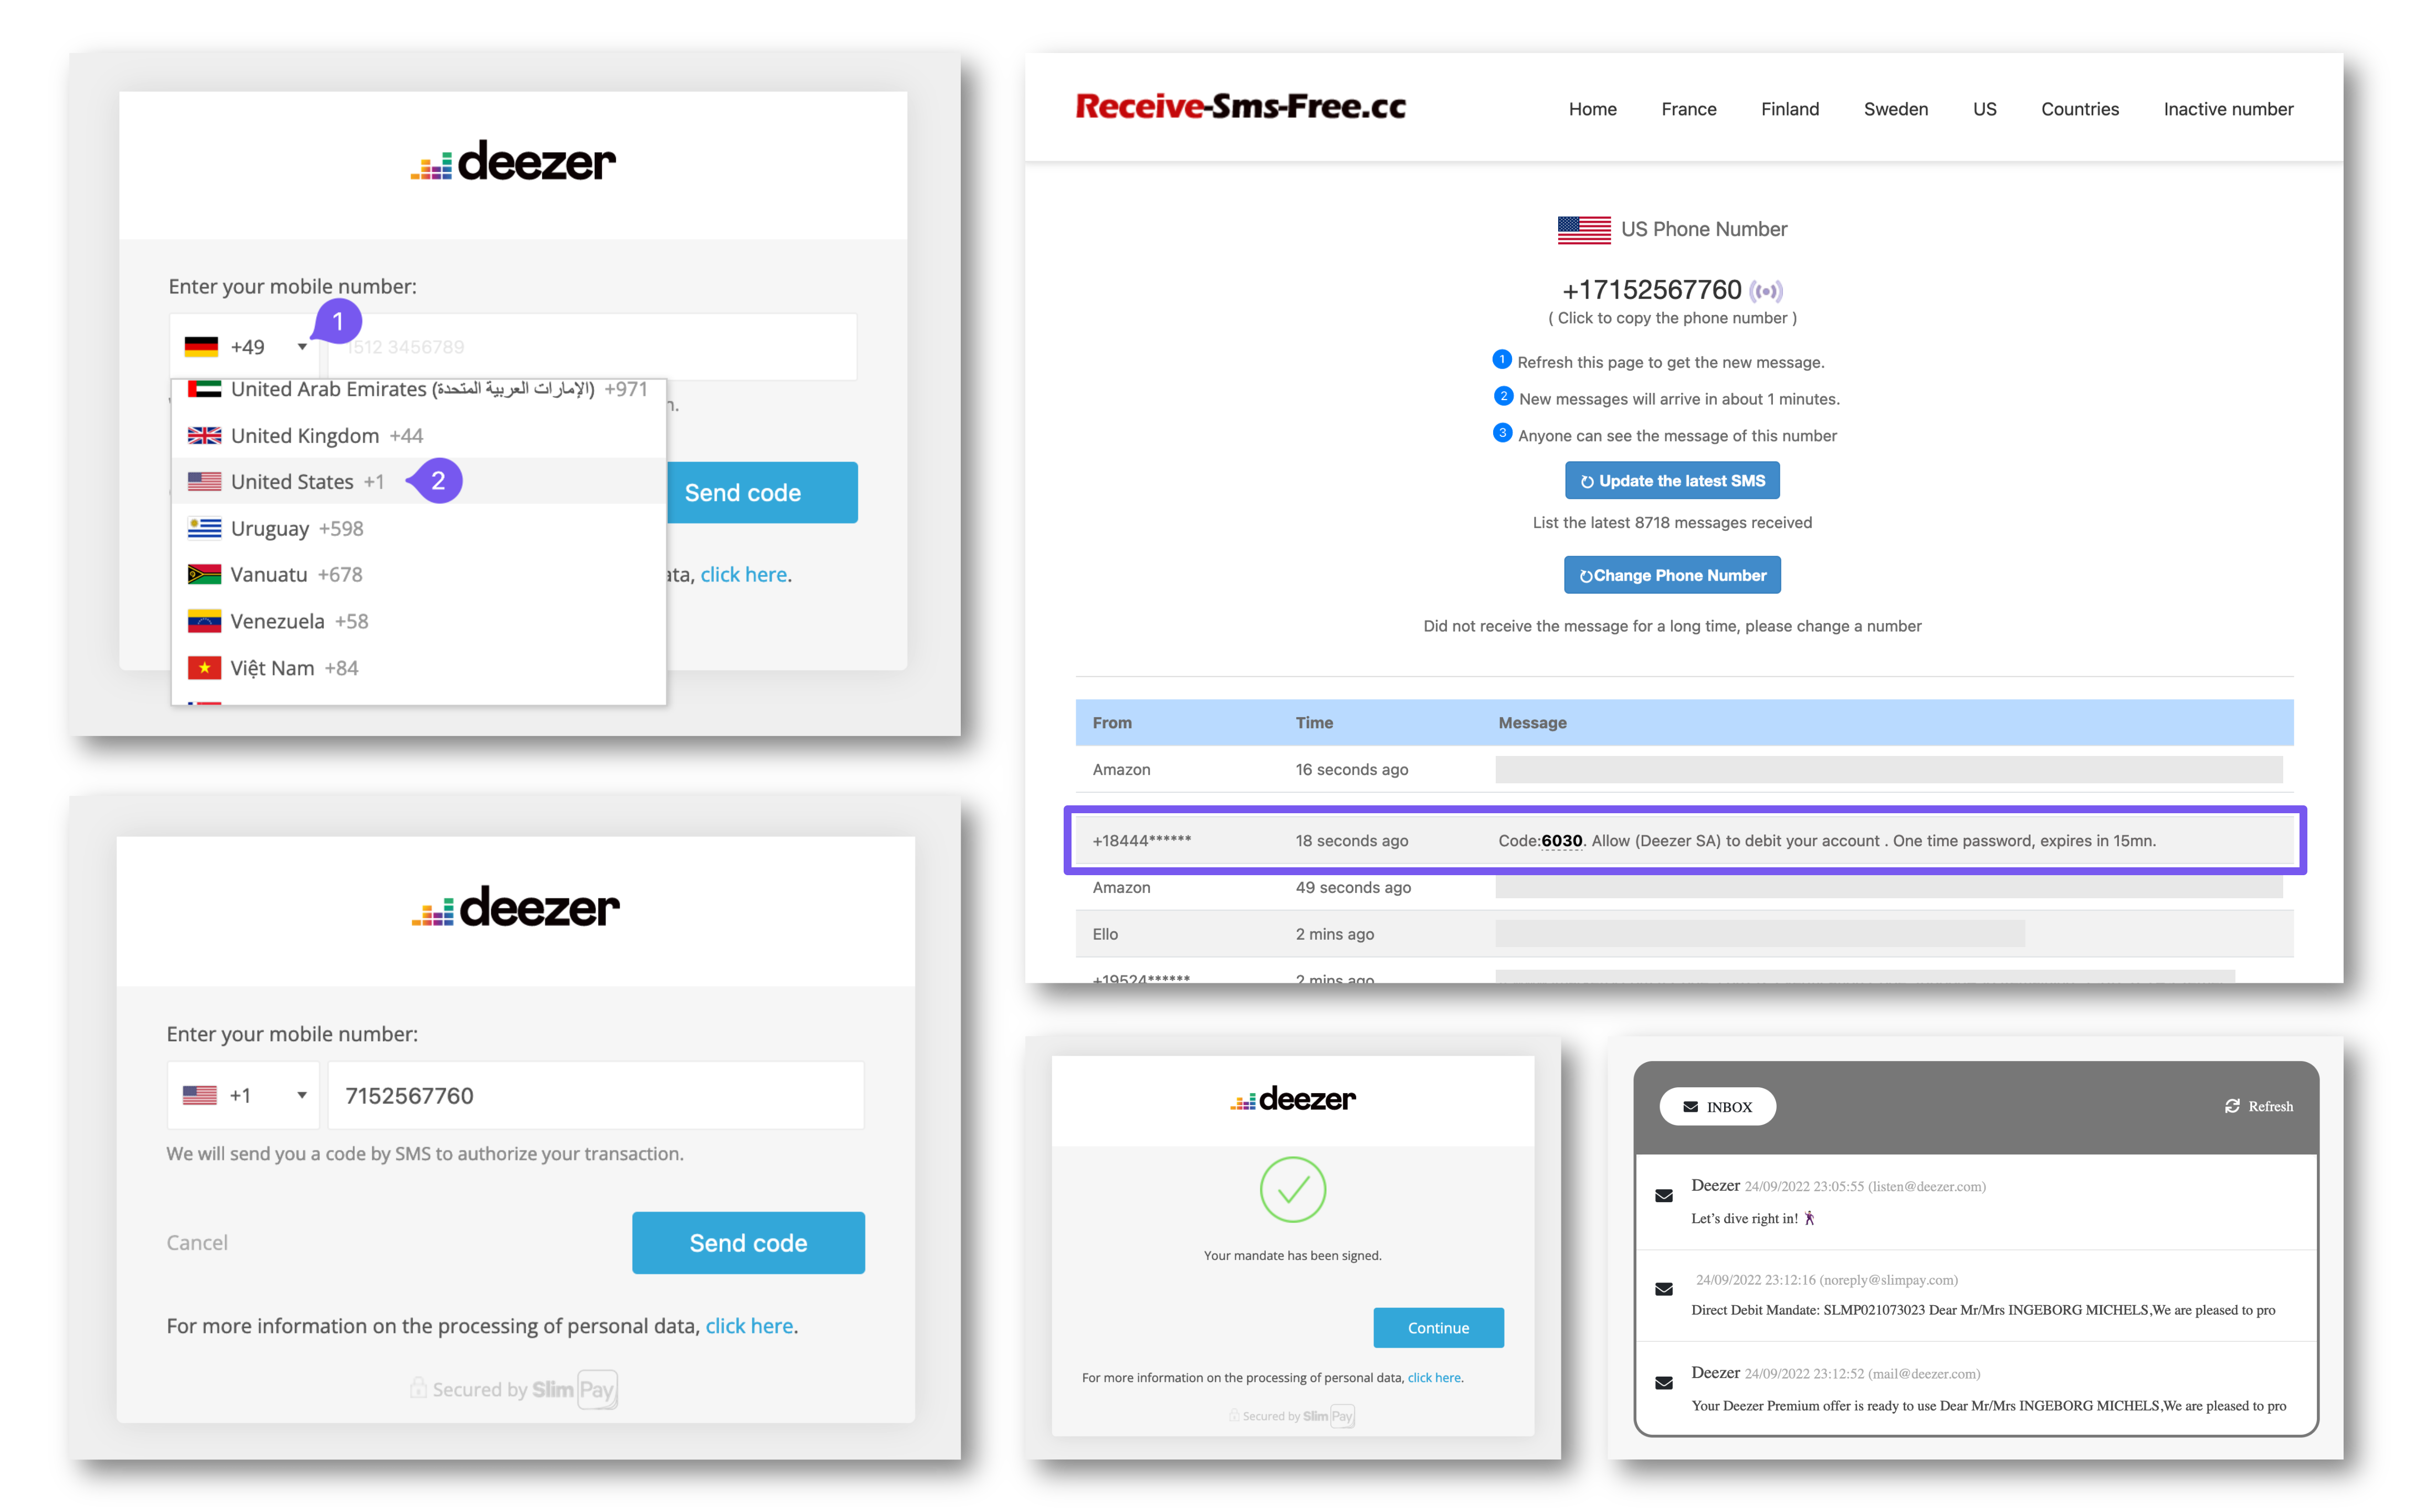 deezer
Enter your mobile number:
1
+49
1512 3456789
United Arab Emirates (الإمارات العربية المتحدة) +971
n.
United Kingdom +44
United States +1
2
Send code
Uruguay +598
Vanuatu +678
ata, click here.
Venezuela +58
Việt Nam +84
deezer
Enter your mobile number:
+1
7152567760
We will send you a code by SMS to authorize your transaction.
Cancel
Send code
For more information on the processing of personal data, click here.
Secured by SlimPay
Receive-Sms-Free.cc
Home France Finland Sweden US Countries Inactive number
US Phone Number
+17152567760
( Click to copy the phone number )
1 Refresh this page to get the new message.
2 New messages will arrive in about 1 minutes.
3 Anyone can see the message of this number
Update the latest SMS
List the latest 8718 messages received
Change Phone Number
Did not receive the message for a long time, please change a number
From Time Message
Amazon 16 seconds ago
+18444****** 18 seconds ago Code:6030. Allow (Deezer SA) to debit your account . One time password, expires in 15mn.
Amazon 49 seconds ago
Ello 2 mins ago
+19524****** 2 mins ago
deezer
Your mandate has been signed.
Continue
For more information on the processing of personal data, click here.
Secured by SlimPay
INBOX
Refresh
Deezer 24/09/2022 23:05:55 (listen@deezer.com)
Let's dive right in!
24/09/2022 23:12:16 (noreply@slimpay.com)
Direct Debit Mandate: SLMP021073023 Dear Mr/Mrs INGEBORG MICHELS,We are pleased to pro
Deezer 24/09/2022 23:12:52 (mail@deezer.com)
Your Deezer Premium offer is ready to use Dear Mr/Mrs INGEBORG MICHELS,We are pleased to pro